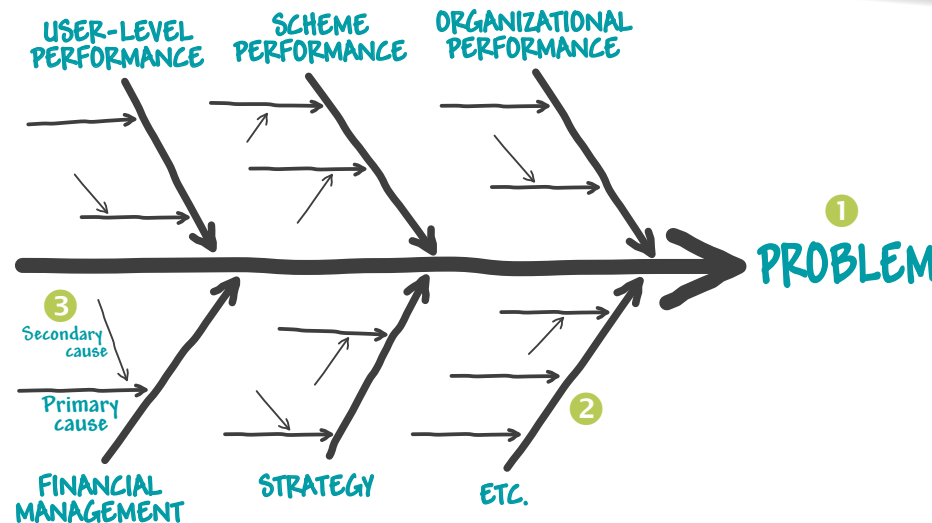 USER-LEVEL
PERFORMANCE
SCHEME
PERFORMANCE
ORGANIZATIONAL
PERFORMANCE
1
PROBLEM
3
Secondary
cause
Primary
cause
2
FINANCIAL
MANAGEMENT
STRATEGY
ETC.